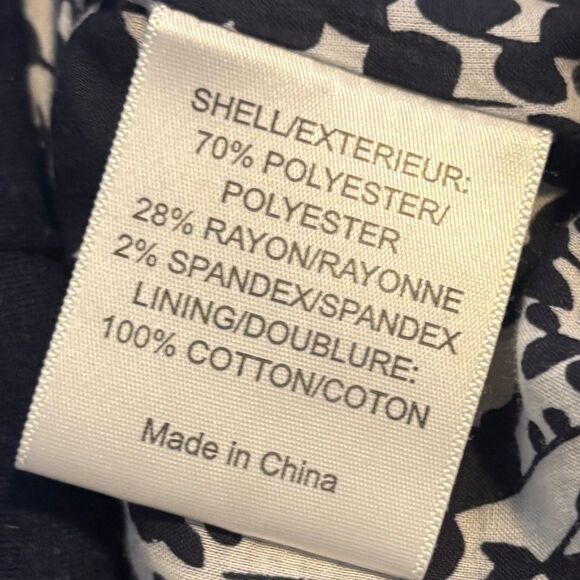 SHELL/EXTERIEUR:
70% POLYESTER/
POLYESTER
28% RAYON/RAYONNE
2% SPANDEX/SPANDEX
LINING/DOUBLURE:
100% COTTON/COTON
Made in China